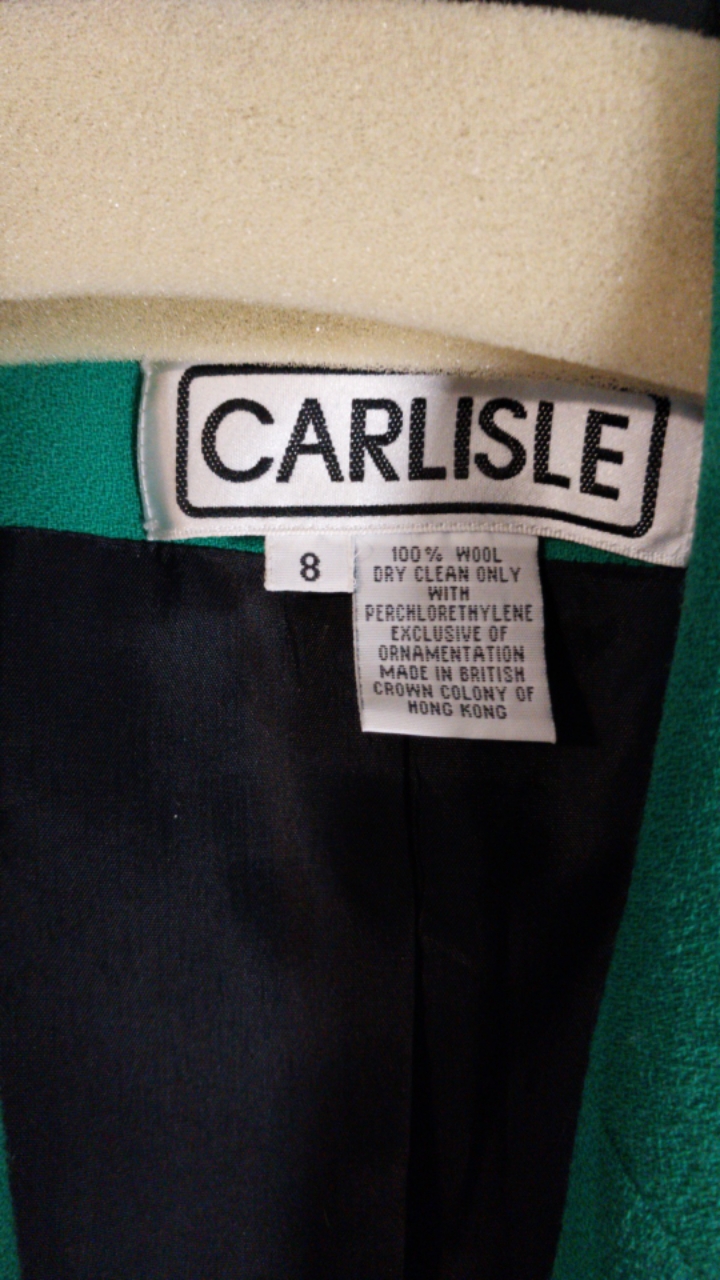 CARLISLE
8
100% WOOL
DRY CLEAN ONLY
WITH
PERCHLORETHYLENE
EXCLUSIVE OF
ORNAMENTATION
MADE IN BRITISH
CROWN COLONY OF
HONG KONG